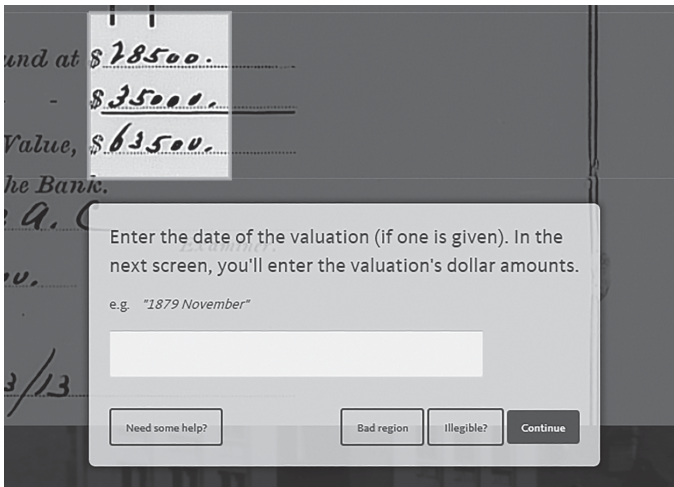 und at $28500.
- - $35000.
Value, $63500.
he Bank.
a. C
Examiner.
Enter the date of the valuation (if one is given). In the
next screen, you'll enter the valuation's dollar amounts.
e.g. "1879 November"
3/13
Need some help? Bad region Illegible? Continue